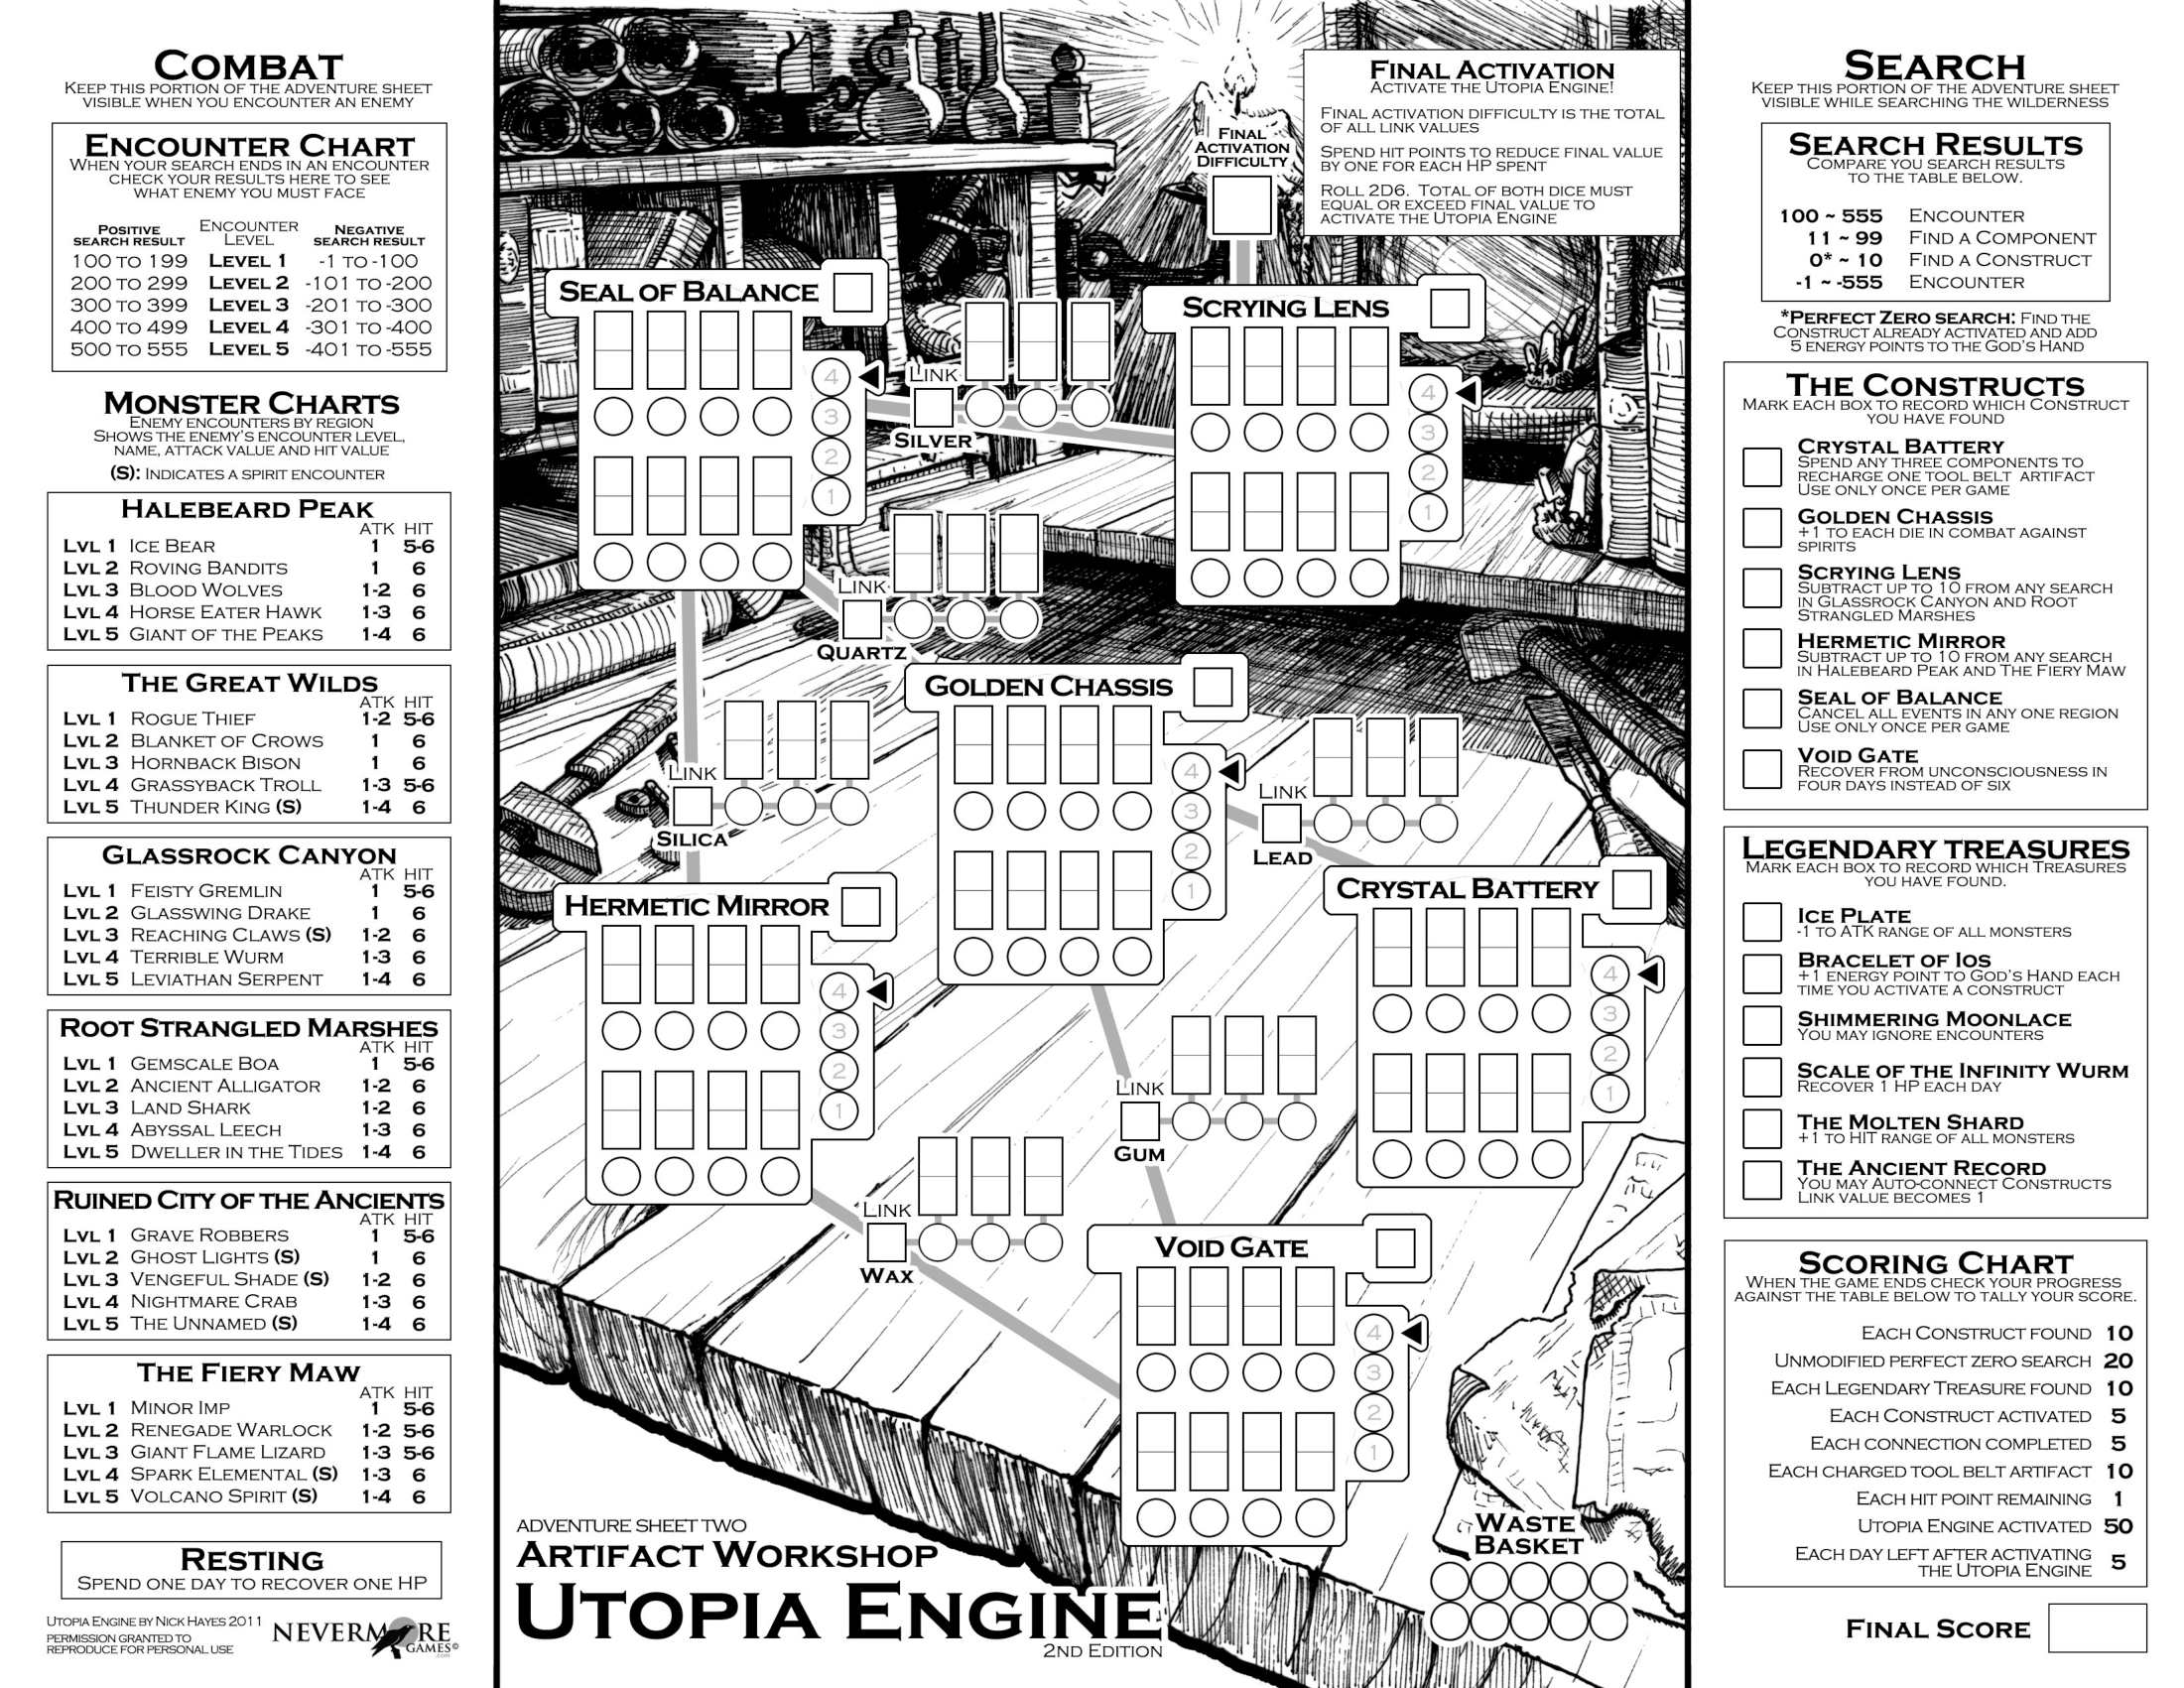 COMBAT
KEEP THIS PORTION OF THE ADVENTURE SHEET
VISIBLE WHEN YOU ENCOUNTER AN ENEMY
ENCOUNTER CHART
WHEN YOUR SEARCH ENDS IN AN ENCOUNTER
CHECK YOUR RESULTS HERE TO SEE
WHAT ENEMY YOU MUST FACE
POSITIVE SEARCH RESULT ENCOUNTER LEVEL NEGATIVE SEARCH RESULT
100 TO 199 LEVEL 1 -1 TO -100
200 TO 299 LEVEL 2 -101 TO -200
300 TO 399 LEVEL 3 -201 TO -300
400 TO 499 LEVEL 4 -301 TO -400
500 TO 555 LEVEL 5 -401 TO -555
MONSTER CHARTS
ENEMY ENCOUNTERS BY REGION
SHOWS THE ENEMY'S ENCOUNTER LEVEL,
NAME, ATTACK VALUE AND HIT VALUE
(S): INDICATES A SPIRIT ENCOUNTER
HALEBEARD PEAK
ATK HIT
LVL 1 ICE BEAR 1 5-6
LVL 2 ROVING BANDITS 1 6
LVL 3 BLOOD WOLVES 1-2 6
LVL 4 HORSE EATER HAWK 1-3 6
LVL 5 GIANT OF THE PEAKS 1-4 6
THE GREAT WILDS
ATK HIT
LVL 1 ROGUE THIEF 1-2 5-6
LVL 2 BLANKET OF CROWS 1 6
LVL 3 HORNBACK BISON 1 6
LVL 4 GRASSYBACK TROLL 1-3 5-6
LVL 5 THUNDER KING (S) 1-4 6
GLASSROCK CANYON
ATK HIT
LVL 1 FEISTY GREMLIN 1 5-6
LVL 2 GLASSWING DRAKE 1 6
LVL 3 REACHING CLAWS (S) 1-2 6
LVL 4 TERRIBLE WURM 1-3 6
LVL 5 LEVIATHAN SERPENT 1-4 6
ROOT STRANGLED MARSHES
ATK HIT
LVL 1 GEMSCALE BOA 1 5-6
LVL 2 ANCIENT ALLIGATOR 1-2 6
LVL 3 LAND SHARK 1-2 6
LVL 4 ABYSSAL LEECH 1-3 6
LVL 5 DWELLER IN THE TIDES 1-4 6
RUINED CITY OF THE ANCIENTS
ATK HIT
LVL 1 GRAVE ROBBERS 1 5-6
LVL 2 GHOST LIGHTS (S) 1 6
LVL 3 VENGEFUL SHADE (S) 1-2 6
LVL 4 NIGHTMARE CRAB 1-3 6
LVL 5 THE UNNAMED (S) 1-4 6
THE FIERY MAW
ATK HIT
LVL 1 MINOR IMP 1 5-6
LVL 2 RENEGADE WARLOCK 1-2 5-6
LVL 3 GIANT FLAME LIZARD 1-3 5-6
LVL 4 SPARK ELEMENTAL (S) 1-3 6
LVL 5 VOLCANO SPIRIT (S) 1-4 6
RESTING
SPEND ONE DAY TO RECOVER ONE HP
UTOPIA ENGINE BY NICK HAYES 2011
PERMISSION GRANTED TO
REPRODUCE FOR PERSONAL USE
NEVERMORE
GAMES©
.com
FINAL ACTIVATION
ACTIVATE THE UTOPIA ENGINE!
FINAL ACTIVATION DIFFICULTY IS THE TOTAL
OF ALL LINK VALUES
SPEND HIT POINTS TO REDUCE FINAL VALUE
BY ONE FOR EACH HP SPENT
ROLL 2D6. TOTAL OF BOTH DICE MUST
EQUAL OR EXCEED FINAL VALUE TO
ACTIVATE THE UTOPIA ENGINE
FINAL
ACTIVATION
DIFFICULTY
SEAL OF BALANCE
4
3
2
1
LINK
SILVER
SCRYING LENS
4
3
2
1
LINK
QUARTZ
GOLDEN CHASSIS
4
3
2
1
LINK
SILICA
LINK
LEAD
HERMETIC MIRROR
4
3
2
1
CRYSTAL BATTERY
4
3
2
1
LINK
GUM
LINK
WAX
VOID GATE
4
3
2
1
WASTE
BASKET
ADVENTURE SHEET TWO
ARTIFACT WORKSHOP
UTOPIA ENGINE
2ND EDITION
SEARCH
KEEP THIS PORTION OF THE ADVENTURE SHEET
VISIBLE WHILE SEARCHING THE WILDERNESS
SEARCH RESULTS
COMPARE YOU SEARCH RESULTS
TO THE TABLE BELOW.
100 ~ 555 ENCOUNTER
11 ~ 99 FIND A COMPONENT
0* ~ 10 FIND A CONSTRUCT
-1 ~ -555 ENCOUNTER
*PERFECT ZERO SEARCH: FIND THE
CONSTRUCT ALREADY ACTIVATED AND ADD
5 ENERGY POINTS TO THE GOD'S HAND
THE CONSTRUCTS
MARK EACH BOX TO RECORD WHICH CONSTRUCT
YOU HAVE FOUND
CRYSTAL BATTERY
SPEND ANY THREE COMPONENTS TO
RECHARGE ONE TOOL BELT ARTIFACT
USE ONLY ONCE PER GAME
GOLDEN CHASSIS
+1 TO EACH DIE IN COMBAT AGAINST
SPIRITS
SCRYING LENS
SUBTRACT UP TO 10 FROM ANY SEARCH
IN GLASSROCK CANYON AND ROOT
STRANGLED MARSHES
HERMETIC MIRROR
SUBTRACT UP TO 10 FROM ANY SEARCH
IN HALEBEARD PEAK AND THE FIERY MAW
SEAL OF BALANCE
CANCEL ALL EVENTS IN ANY ONE REGION
USE ONLY ONCE PER GAME
VOID GATE
RECOVER FROM UNCONSCIOUSNESS IN
FOUR DAYS INSTEAD OF SIX
LEGENDARY TREASURES
MARK EACH BOX TO RECORD WHICH TREASURES
YOU HAVE FOUND.
ICE PLATE
-1 TO ATK RANGE OF ALL MONSTERS
BRACELET OF IOS
+1 ENERGY POINT TO GOD'S HAND EACH
TIME YOU ACTIVATE A CONSTRUCT
SHIMMERING MOONLACE
YOU MAY IGNORE ENCOUNTERS
SCALE OF THE INFINITY WURM
RECOVER 1 HP EACH DAY
THE MOLTEN SHARD
+1 TO HIT RANGE OF ALL MONSTERS
THE ANCIENT RECORD
YOU MAY AUTO-CONNECT CONSTRUCTS
LINK VALUE BECOMES 1
SCORING CHART
WHEN THE GAME ENDS CHECK YOUR PROGRESS
AGAINST THE TABLE BELOW TO TALLY YOUR SCORE.
EACH CONSTRUCT FOUND 10
UNMODIFIED PERFECT ZERO SEARCH 20
EACH LEGENDARY TREASURE FOUND 10
EACH CONSTRUCT ACTIVATED 5
EACH CONNECTION COMPLETED 5
EACH CHARGED TOOL BELT ARTIFACT 10
EACH HIT POINT REMAINING 1
UTOPIA ENGINE ACTIVATED 50
EACH DAY LEFT AFTER ACTIVATING
THE UTOPIA ENGINE 5
FINAL SCORE